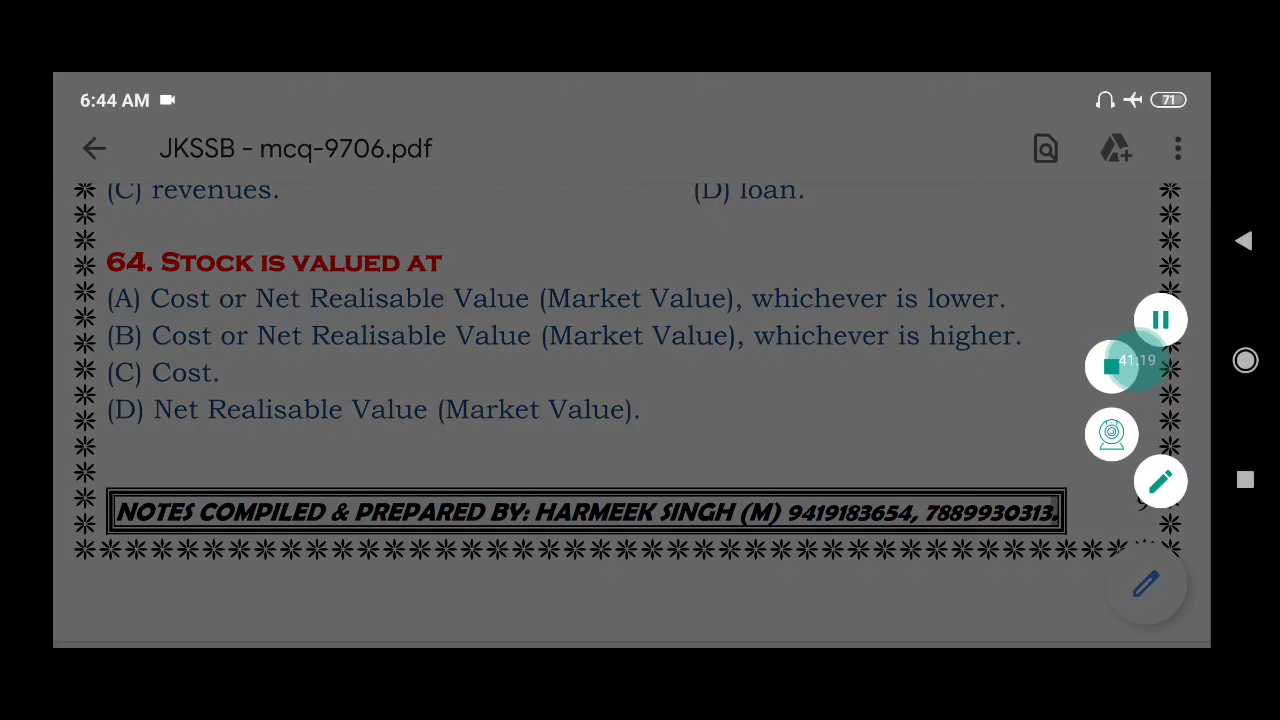 6:44 AM
71
JKSSB - mcq-9706.pdf
(C) revenues. (D) loan.
64. STOCK IS VALUED AT
(A) Cost or Net Realisable Value (Market Value), whichever is lower.
(B) Cost or Net Realisable Value (Market Value), whichever is higher.
41:19
(C) Cost.
(D) Net Realisable Value (Market Value).
NOTES COMPILED & PREPARED BY: HARMEEK SINGH (M) 9419183654, 7889930313.